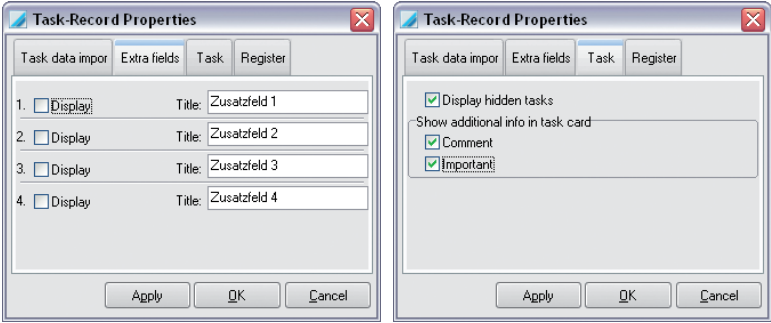 Task-Record Properties
Task data impor Extra fields Task Register
1. Display Title: Zusatzfeld 1
2. Display Title: Zusatzfeld 2
3. Display Title: Zusatzfeld 3
4. Display Title: Zusatzfeld 4
Apply OK Cancel
Task-Record Properties
Task data impor Extra fields Task Register
Display hidden tasks
Show additional info in task card
Comment
Important
Apply OK Cancel